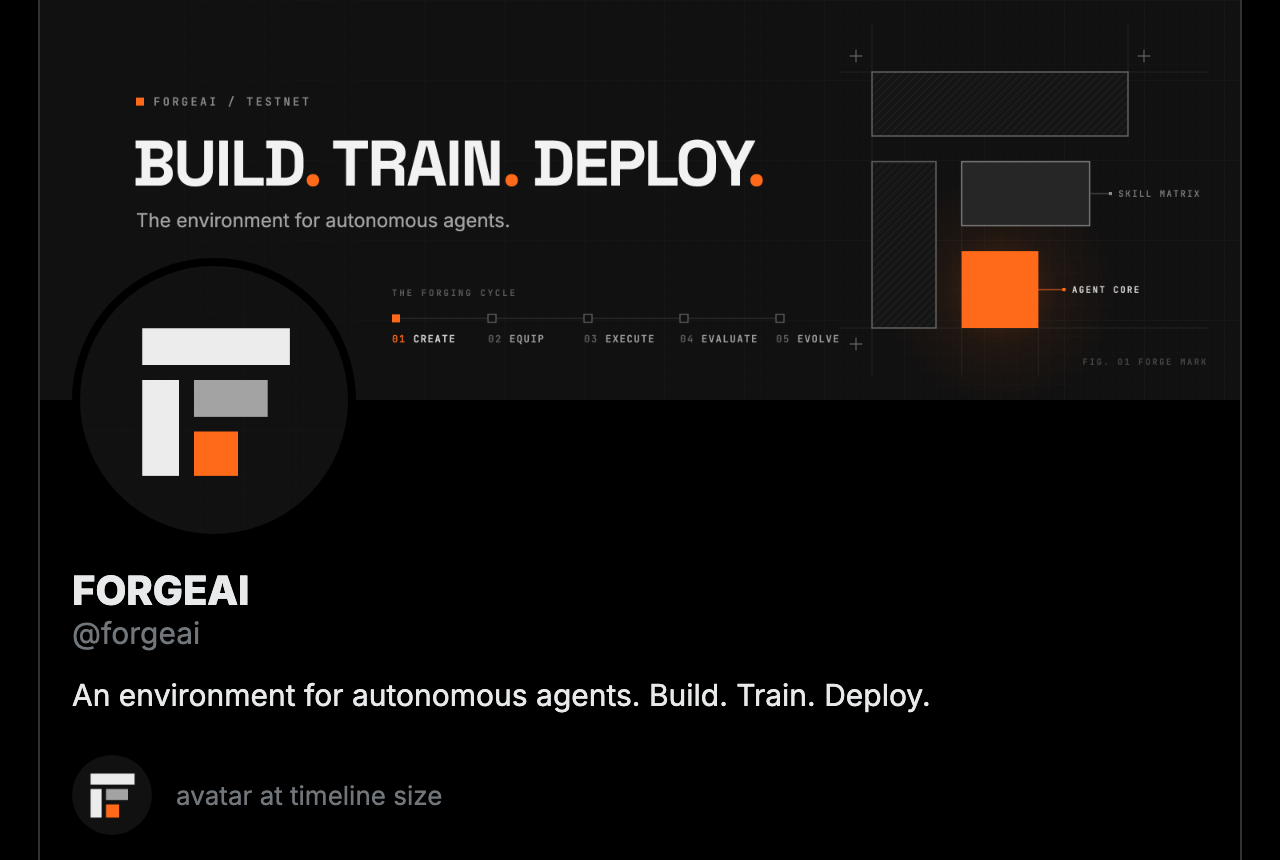 FORGEAI / TESTNET
BUILD. TRAIN. DEPLOY.
The environment for autonomous agents.
SKILL MATRIX
AGENT CORE
THE FORGING CYCLE
01 CREATE 02 EQUIP 03 EXECUTE 04 EVALUATE 05 EVOLVE
FIG. 01 FORGE MARK
FORGEAI
@forgeai
An environment for autonomous agents. Build. Train. Deploy.
avatar at timeline size